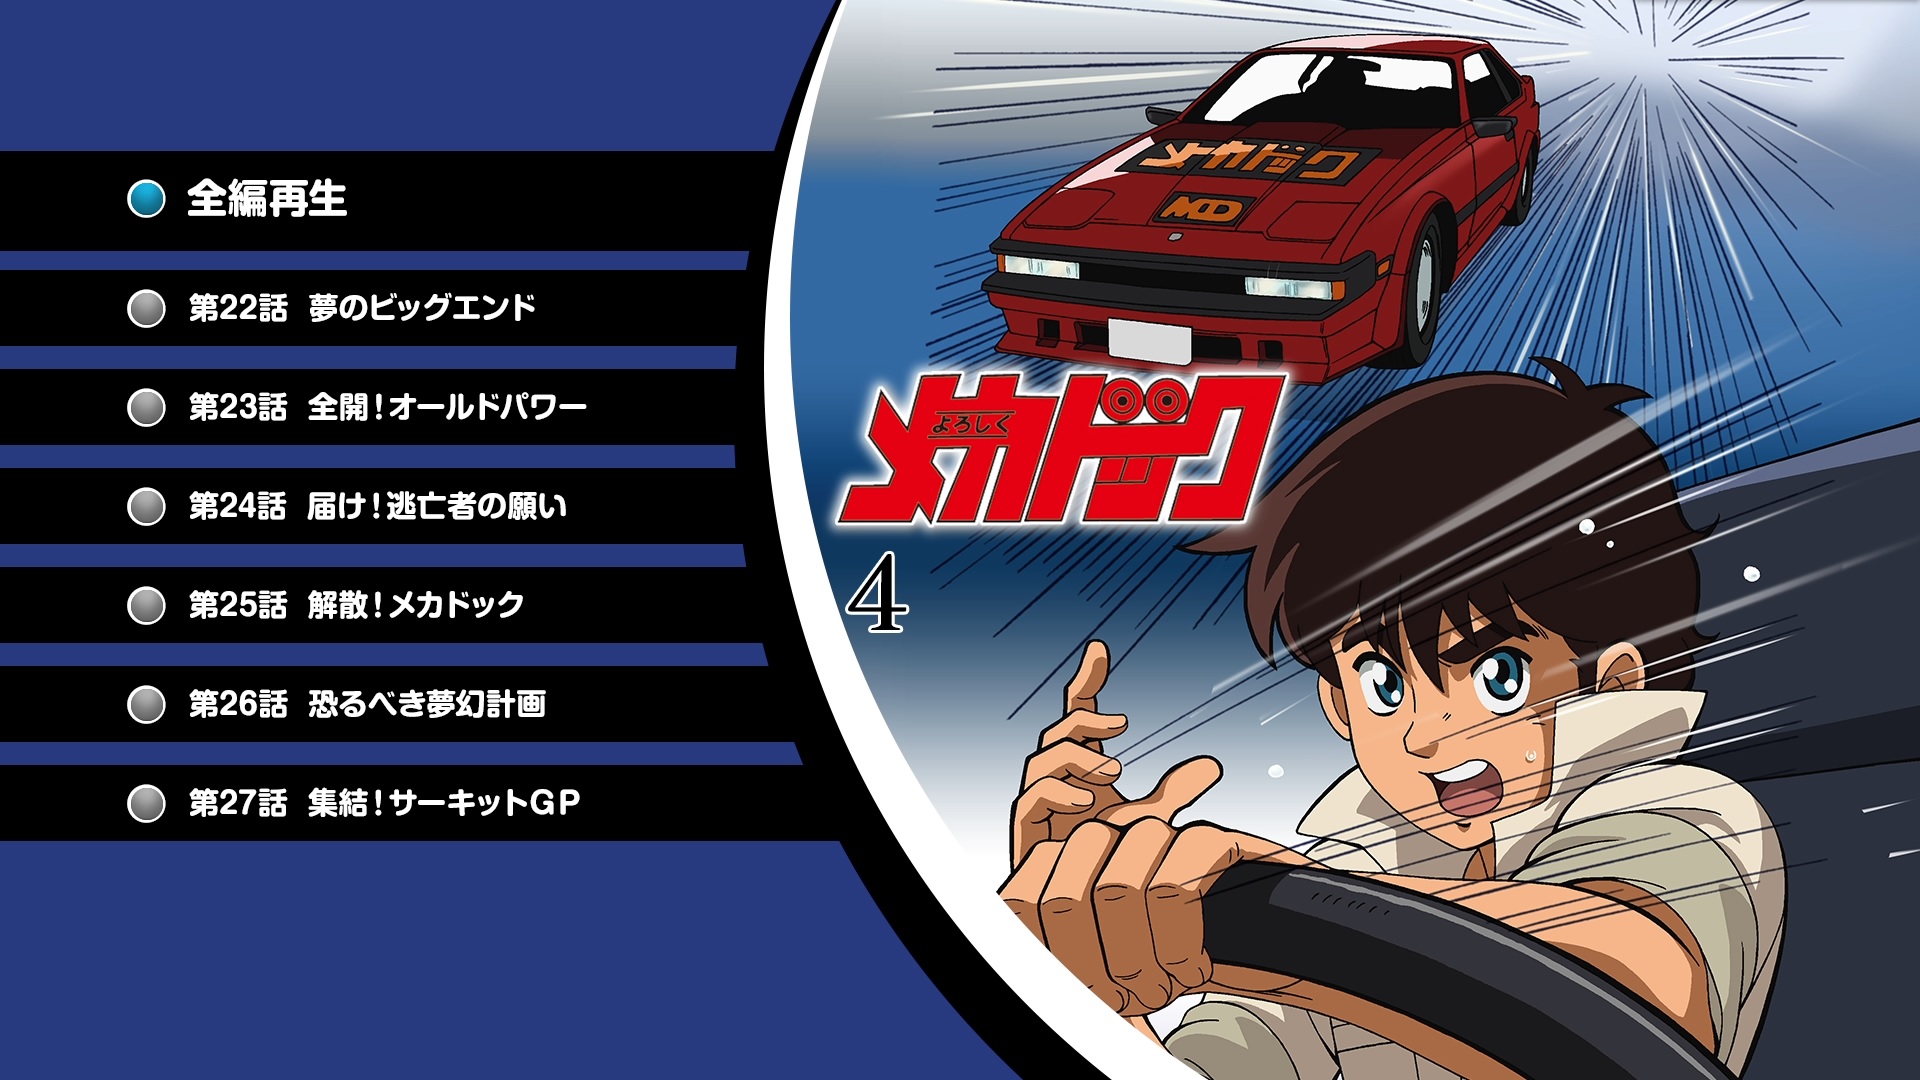 全編再生
第22話 夢のビッグエンド
第23話 全開!オールドパワー
第24話 届け!逃亡者の願い
第25話 解散!メカドック
第26話 恐るべき夢幻計画
第27話 集結!サーキットGP
メカドック
MD
よろしく
メカドック
4